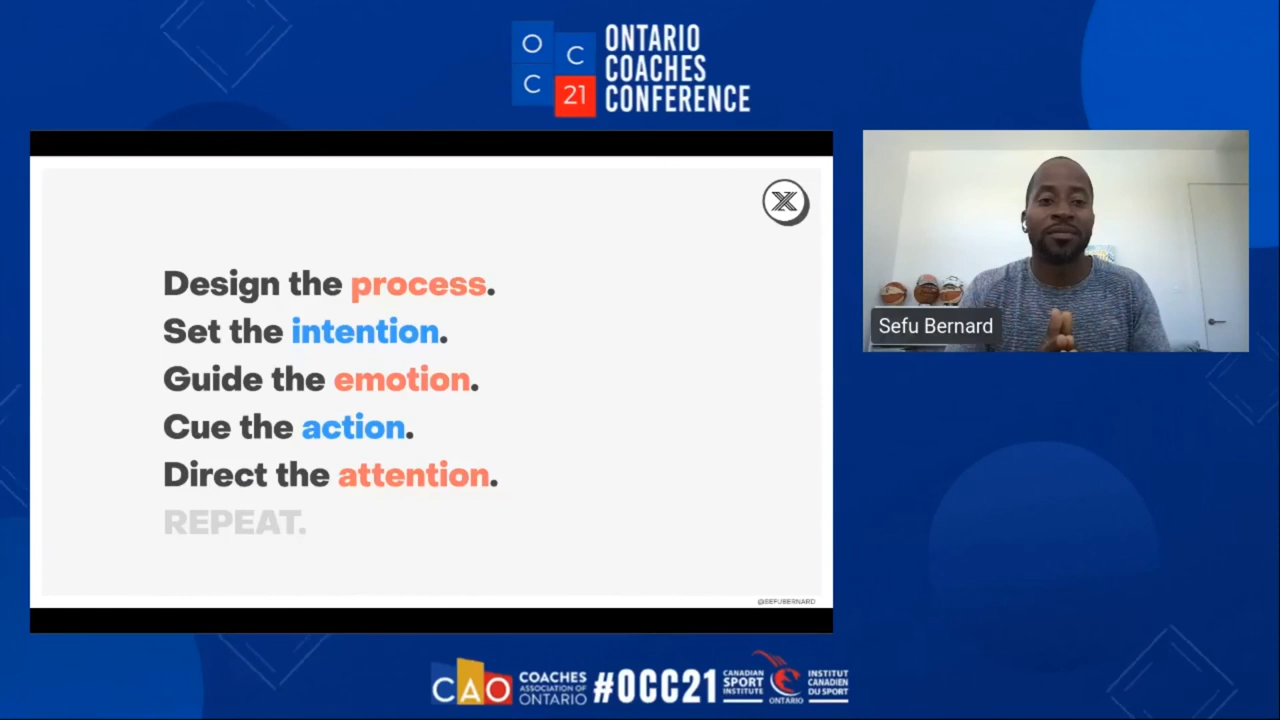 O
C
C
21
ONTARIO
COACHES
CONFERENCE
Design the process.
Set the intention.
Guide the emotion.
Cue the action.
Direct the attention.
REPEAT.
@SEFUBERNARD
Sefu Bernard
CAO
COACHES
ASSOCIATION OF
ONTARIO
#OCC21
CANADIAN
SPORT
INSTITUTE
ONTARIO
INSTITUT
CANADIEN
DU SPORT